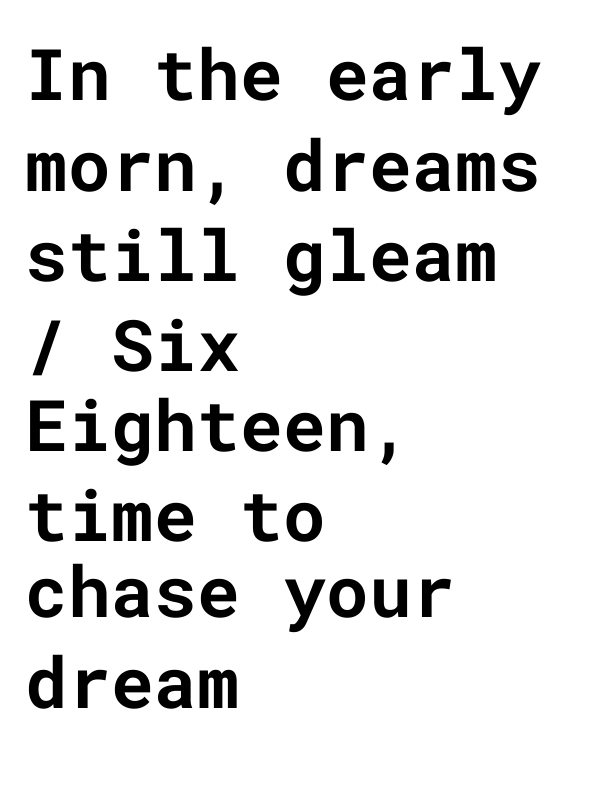 In the early
morn, dreams
still gleam
/ Six
Eighteen,
time to
chase your
dream